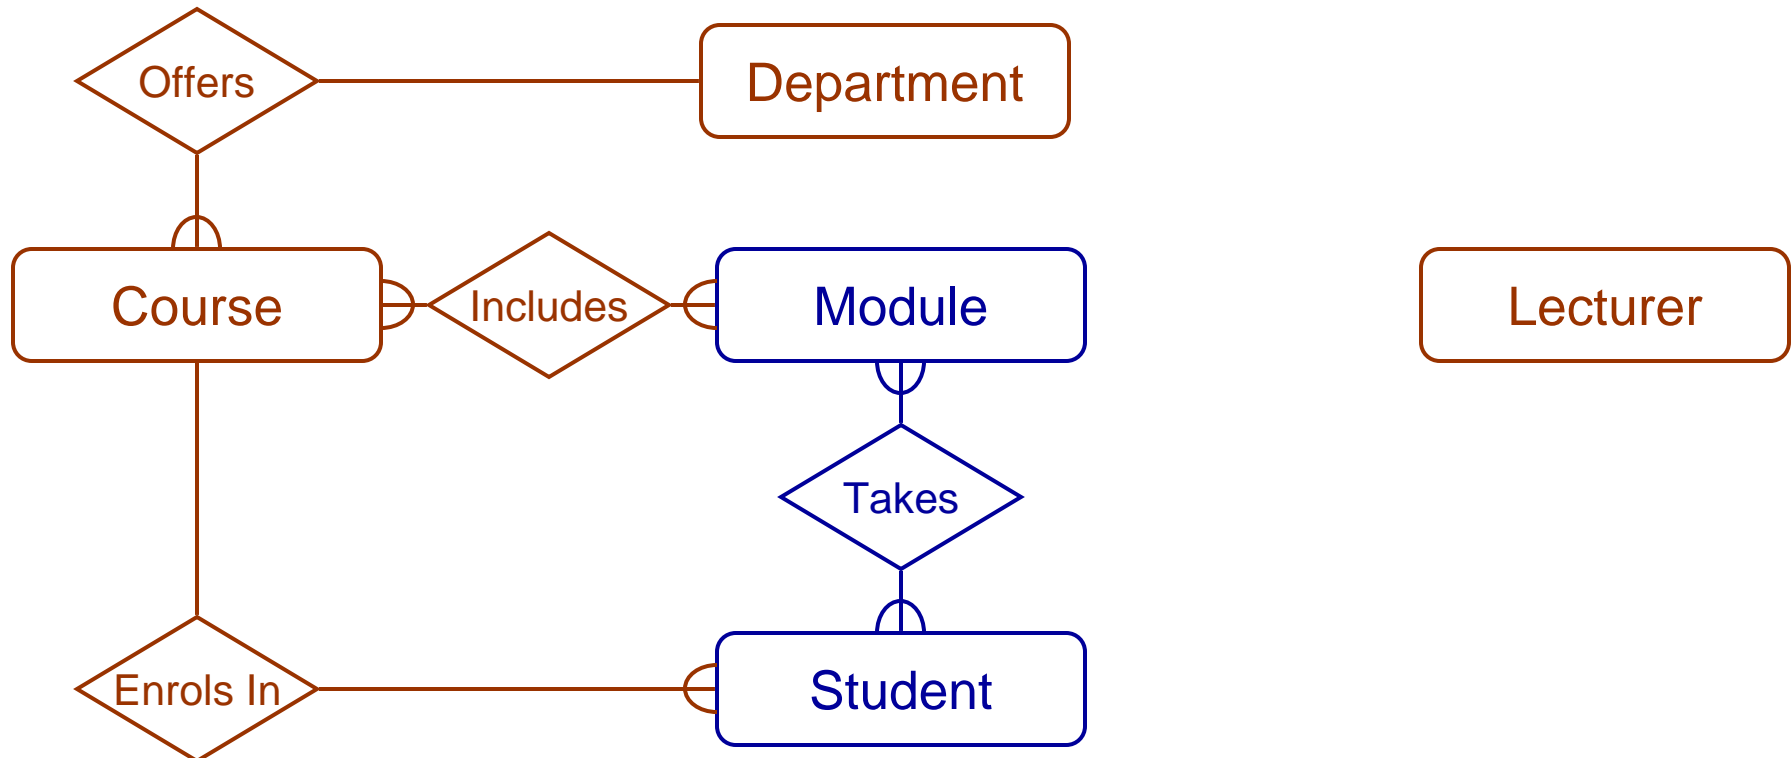 Offers
Department
Course
Includes
Module
Lecturer
Takes
Enrols In
Student